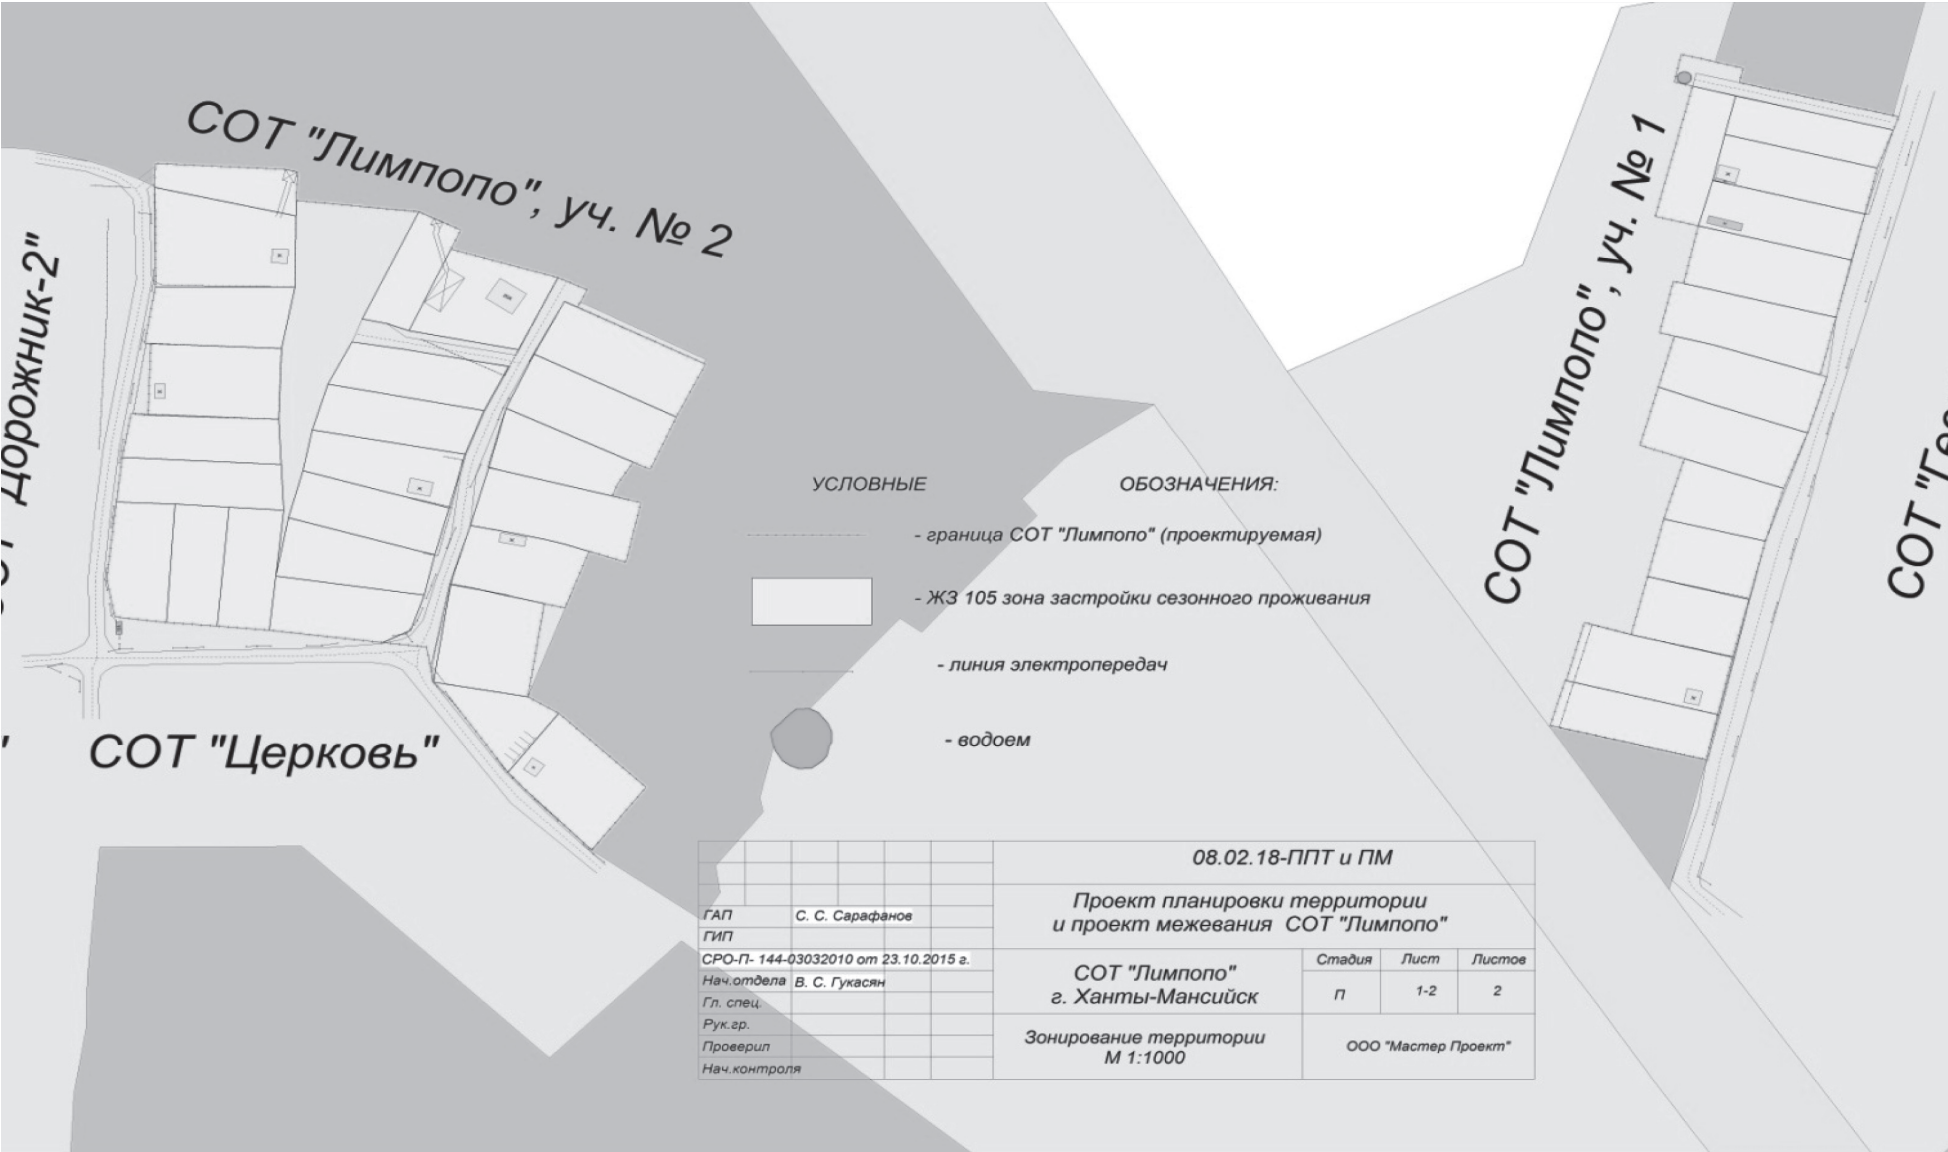 СОТ "Лимпопо", уч. № 2
СОТ "Лимпопо", уч. № 1
Дорожник-2"
СОТ "Церковь"
СОТ
УСЛОВНЫЕ ОБОЗНАЧЕНИЯ:
- граница СОТ "Лимпопо" (проектируемая)
- ЖЗ 105 зона застройки сезонного проживания
- линия электропередач
- водоем
08.02.18-ППТ и ПМ
Проект планировки территории
и проект межевания СОТ "Лимпопо"
ГАП С. С. Сарафанов
ГИП
СРО-П- 144-03032010 от 23.10.2015 г.
Нач.отдела В. С. Гукасян
Гл. спец.
Рук.гр.
Проверил
Нач.контроля
СОТ "Лимпопо"
г. Ханты-Мансийск
Стадия Лист Листов
П 1-2 2
Зонирование территории
М 1:1000
ООО "Мастер Проект"